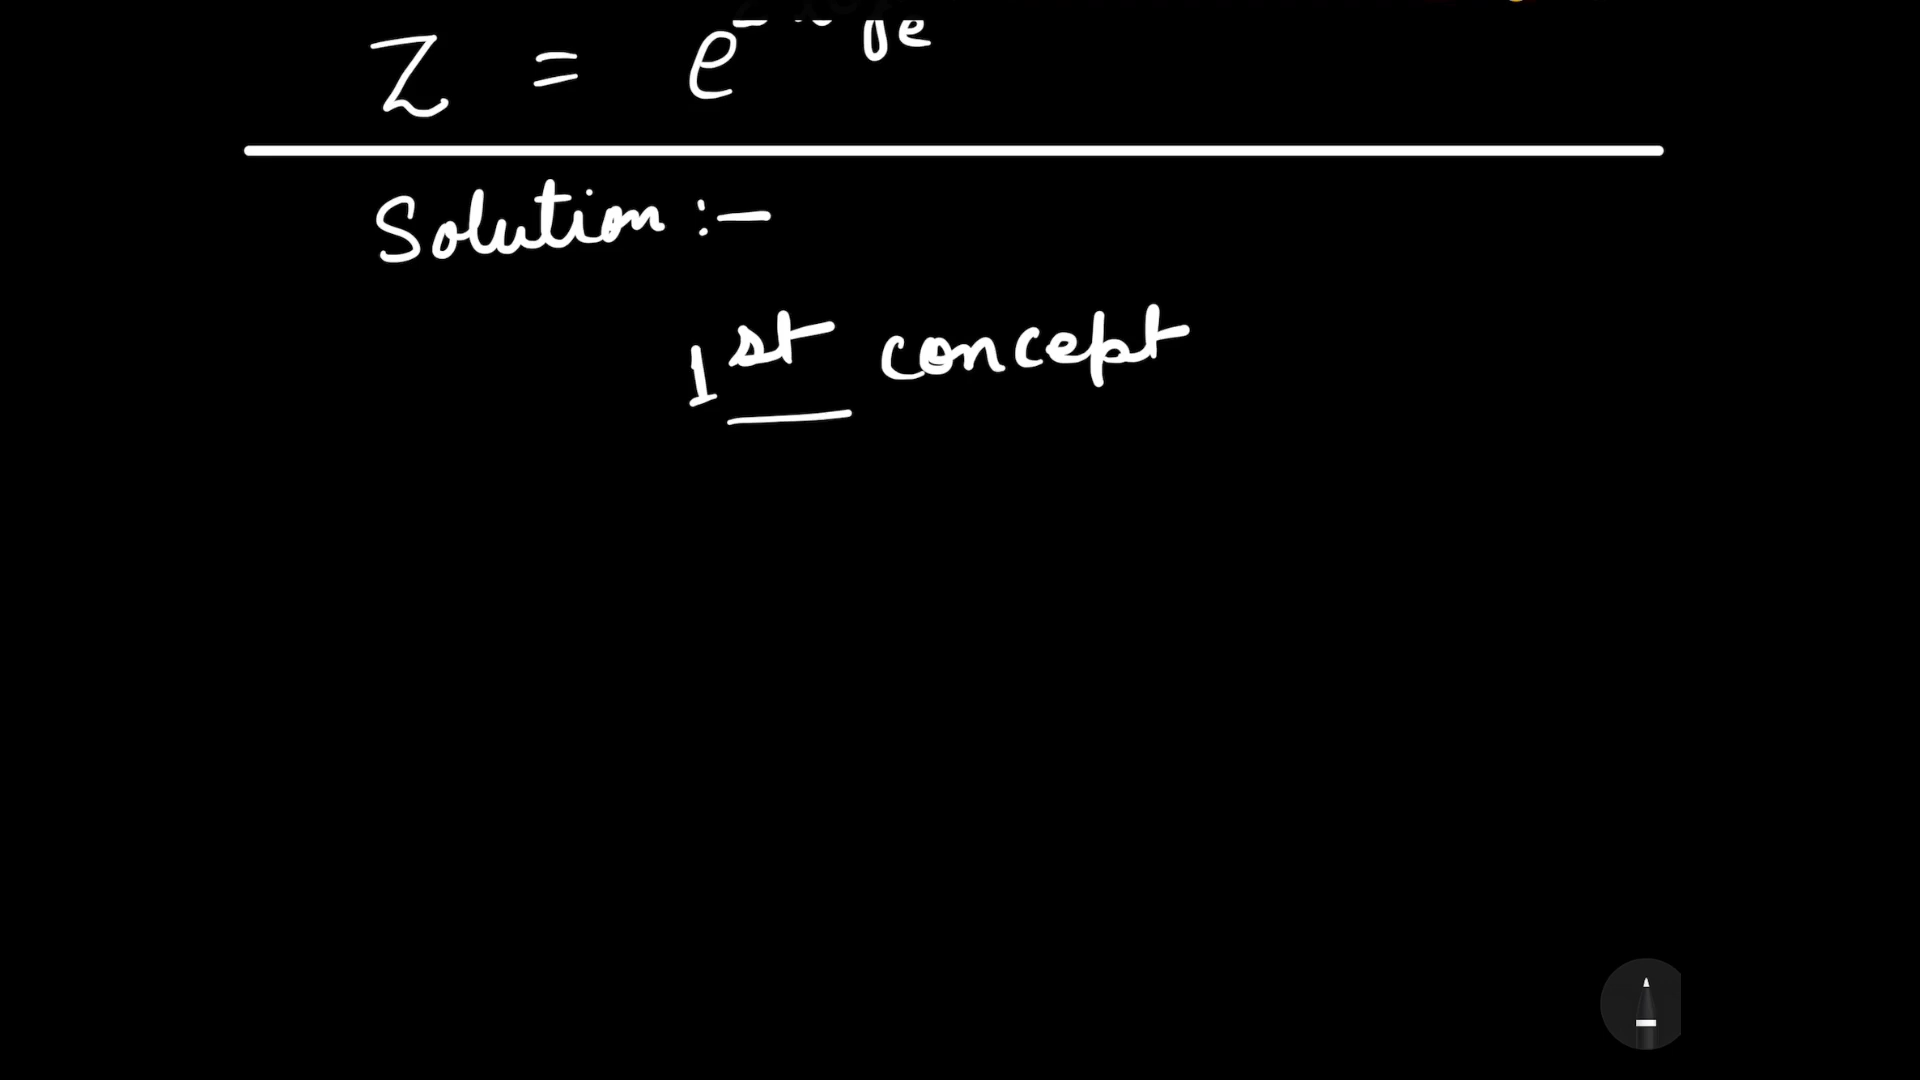 Z = e
Solution :-
1st concept